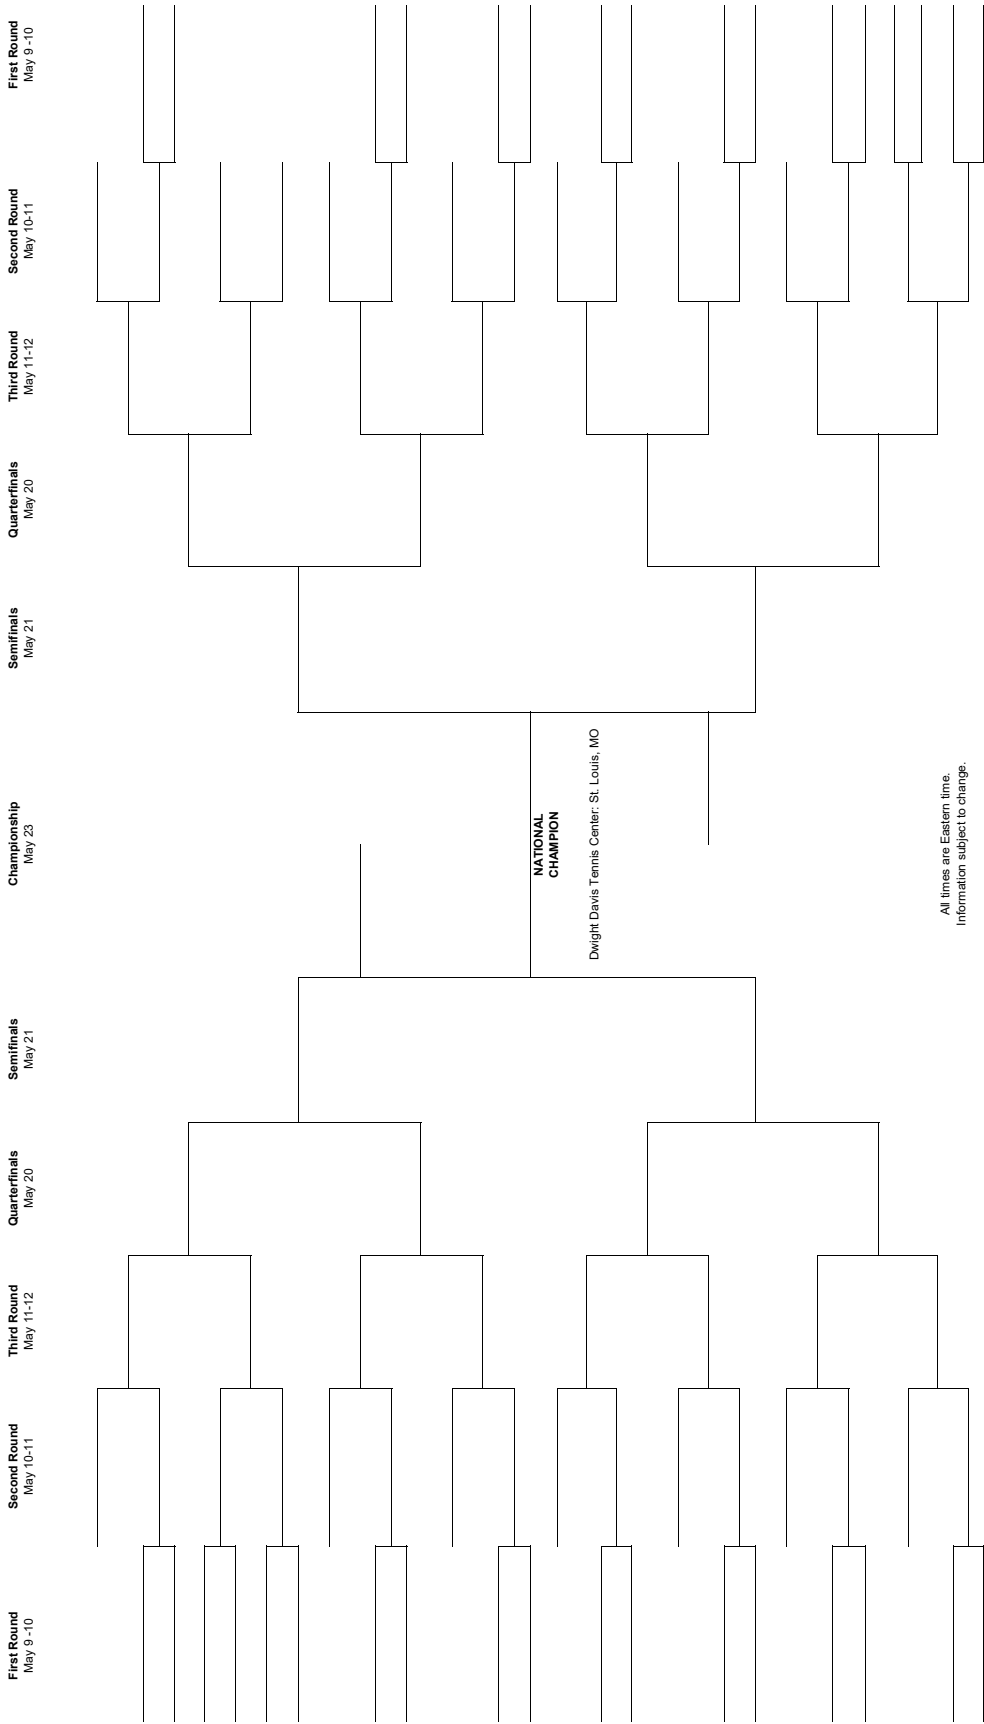 First Round
May 9 -10
Second Round
May 10-11
Third Round
May 11-12
Quarterfinals
May 20
Semifinals
May 21
Championship
May 23
Semifinals
May 21
Quarterfinals
May 20
Third Round
May 11-12
Second Round
May 10-11
First Round
May 9 -10
NATIONAL
CHAMPION
Dwight Davis Tennis Center: St. Louis, MO
All times are Eastern time.
Information subject to change.